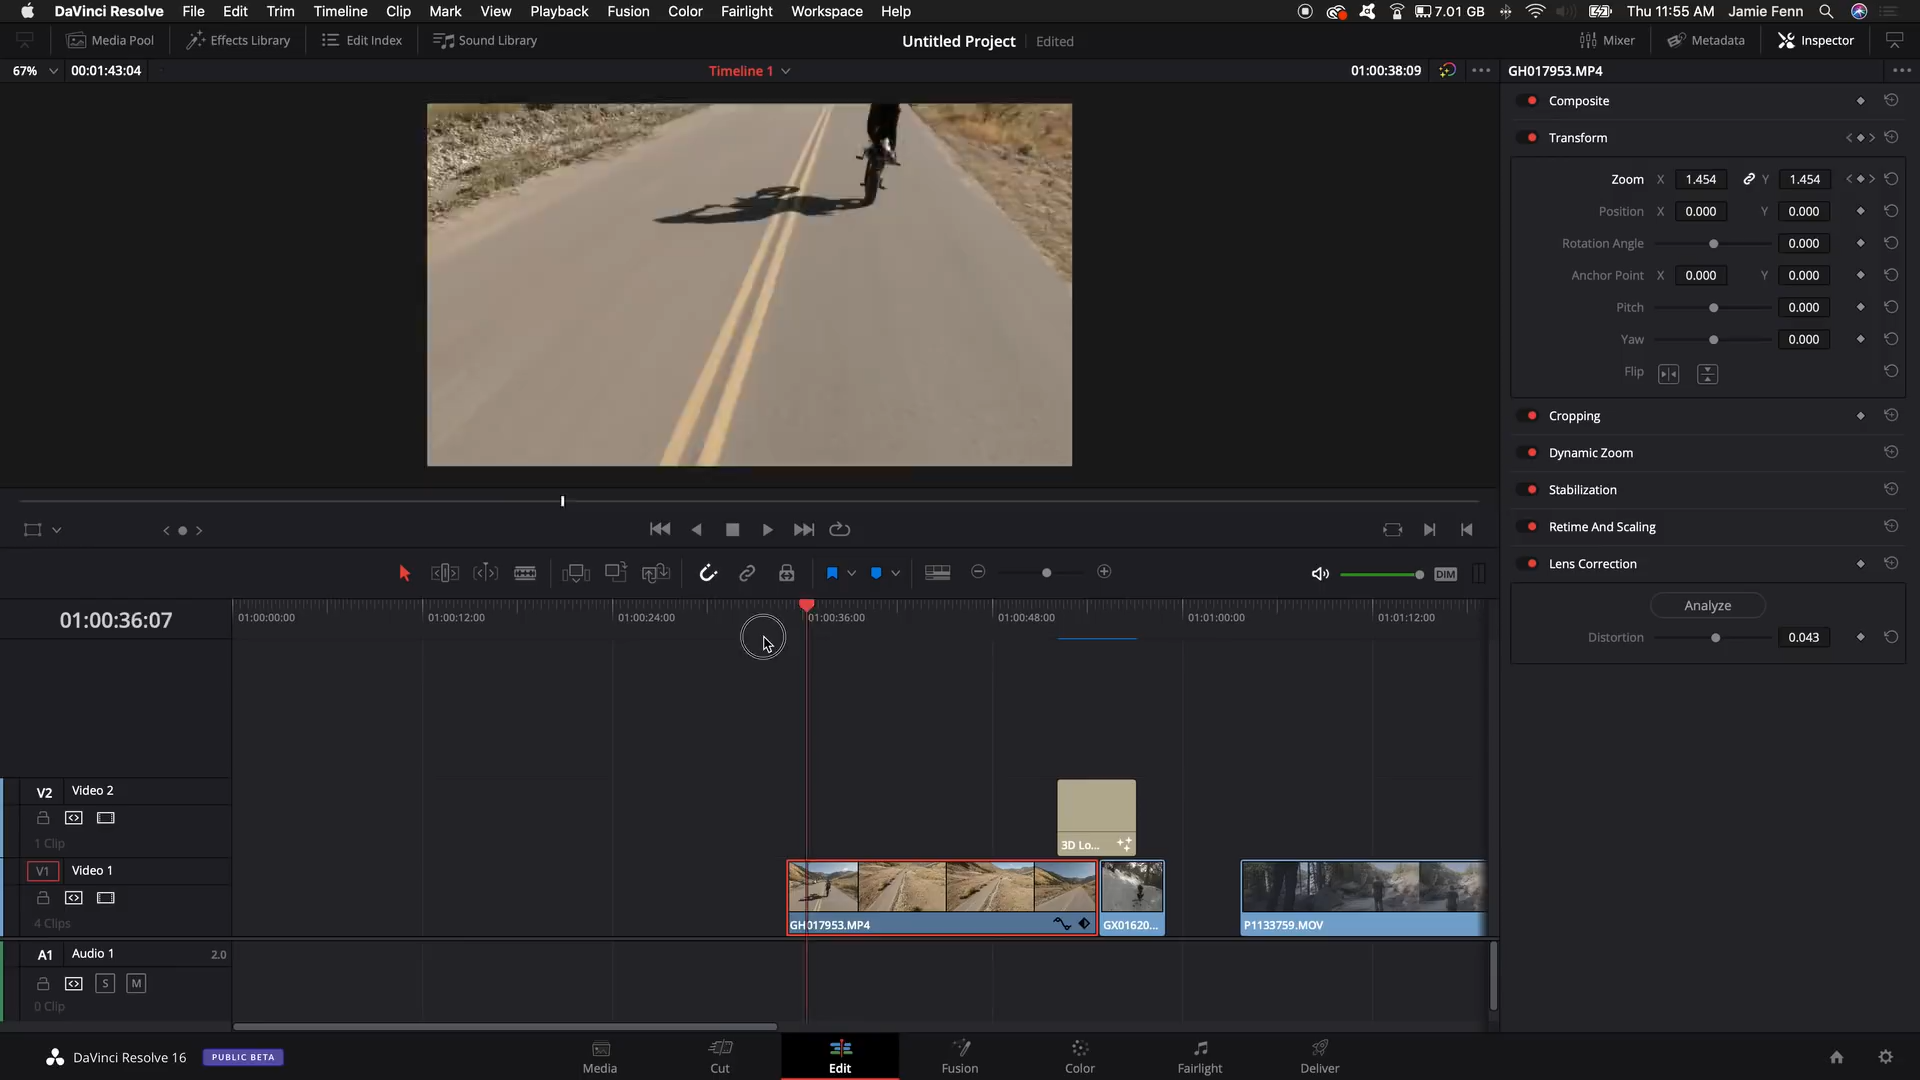 DaVinci Resolve File Edit Trim Timeline Clip Mark View Playback Fusion Color Fairlight Workspace Help 7.01 GB Thu 11:55 AM Jamie Fenn
Media Pool Effects Library Edit Index Sound Library Untitled Project Edited Mixer Metadata Inspector
67% 00:01:43:04 Timeline 1 01:00:38:09 GH017953.MP4
Composite
Transform
Zoom X 1.454 Y 1.454
Position X 0.000 Y 0.000
Rotation Angle 0.000
Anchor Point X 0.000 Y 0.000
Pitch 0.000
Yaw 0.000
Flip
Cropping
Dynamic Zoom
Stabilization
Retime And Scaling
Lens Correction
Analyze
Distortion 0.043
DIM
01:00:36:07 01:00:00:00 01:00:12:00 01:00:24:00 01:00:36:00 01:00:48:00 01:01:00:00 01:01:12:00
V2 Video 2
1 Clip
3D Lo...
V1 Video 1
4 Clips
GH017953.MP4 GX01620... P1133759.MOV
A1 Audio 1 2.0
S M
0 Clip
DaVinci Resolve 16 PUBLIC BETA
Media Cut Edit Fusion Color Fairlight Deliver